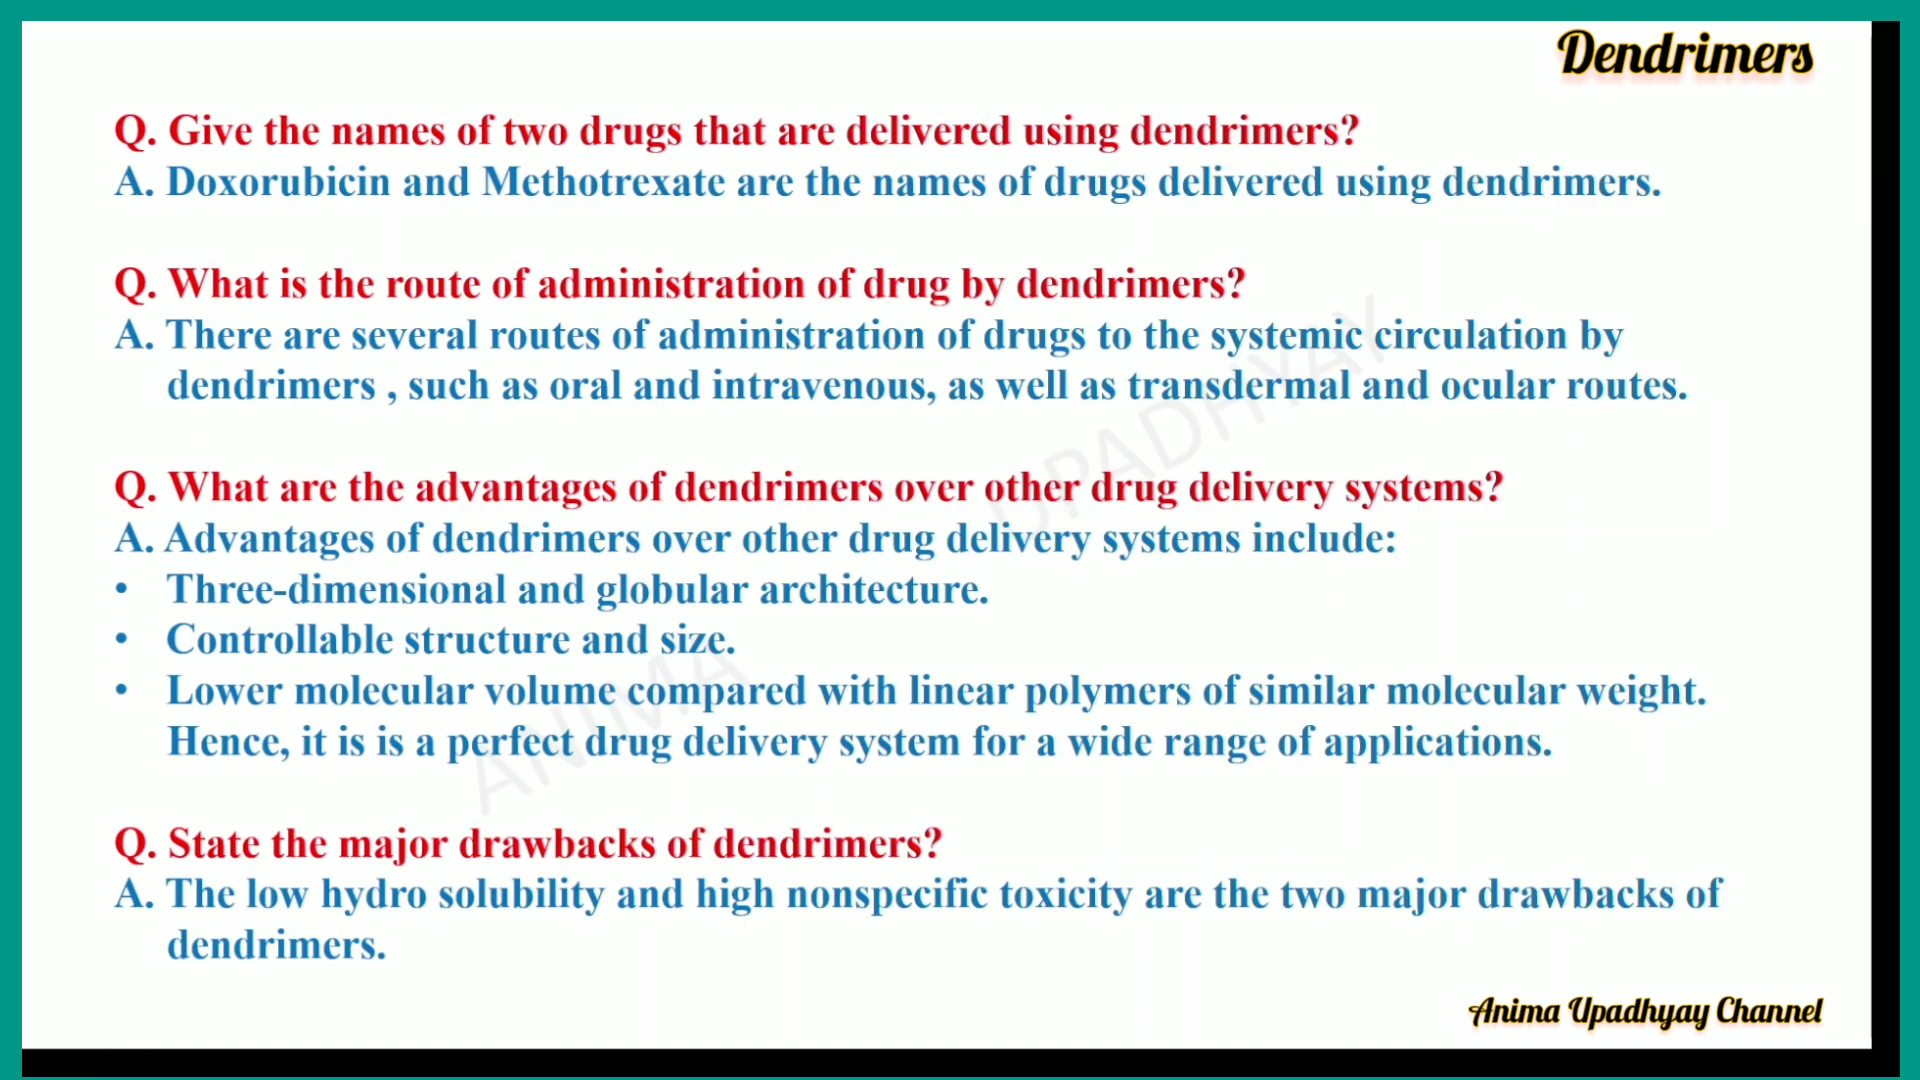 Dendrimers
Q. Give the names of two drugs that are delivered using dendrimers?
A. Doxorubicin and Methotrexate are the names of drugs delivered using dendrimers.
Q. What is the route of administration of drug by dendrimers?
A. There are several routes of administration of drugs to the systemic circulation by
dendrimers , such as oral and intravenous, as well as transdermal and ocular routes.
Q. What are the advantages of dendrimers over other drug delivery systems?
A. Advantages of dendrimers over other drug delivery systems include:
• Three-dimensional and globular architecture.
• Controllable structure and size.
• Lower molecular volume compared with linear polymers of similar molecular weight.
Hence, it is is a perfect drug delivery system for a wide range of applications.
Q. State the major drawbacks of dendrimers?
A. The low hydro solubility and high nonspecific toxicity are the two major drawbacks of
dendrimers.
ANIMA UPADHYAY
Anima Upadhyay Channel